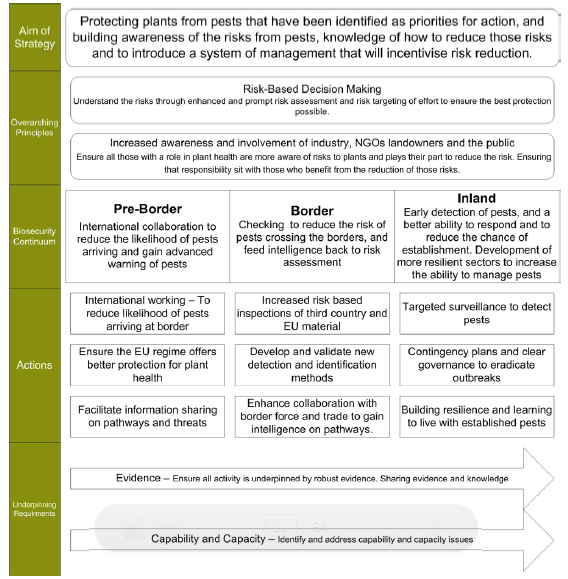 Aim of
Strategy
Protecting plants from pests that have been identified as priorities for action, and
building awareness of the risks from pests, knowledge of how to reduce those risks
and to introduce a system of management that will incentivise risk reduction.
Overarching
Principles
Risk-Based Decision Making
Understand the risks through enhanced and prompt risk assessment and risk targeting of effort to ensure the best protection
possible.
Increased awareness and involvement of industry, NGOs landowners and the public
Ensure all those with a role in plant health are more aware of risks to plants and plays their part to reduce the risk. Ensuring
that responsibility sit with those who benefit from the reduction of those risks.
Biosecurity
Continuum
Pre-Border
International collaboration to
reduce the likelihood of pests
arriving and gain advanced
warning of pests
Border
Checking to reduce the risk of
pests crossing the borders, and
feed intelligence back to risk
assessment
Inland
Early detection of pests, and a
better ability to respond and to
reduce the chance of
establishment. Development of
more resilient sectors to increase
the ability to manage pests
Actions
International working – To
reduce likelihood of pests
arriving at border
Increased risk based
inspections of third country and
EU material
Targeted surveillance to detect
pests
Ensure the EU regime offers
better protection for plant
health
Develop and validate new
detection and identification
methods
Contingency plans and clear
governance to eradicate
outbreaks
Facilitate information sharing
on pathways and threats
Enhance collaboration with
border force and trade to gain
intelligence on pathways.
Building resilience and learning
to live with established pests
Underpinning
Requirments
Evidence – Ensure all activity is underpinned by robust evidence. Sharing evidence and knowledge
Capability and Capacity – Identify and address capability and capacity issues